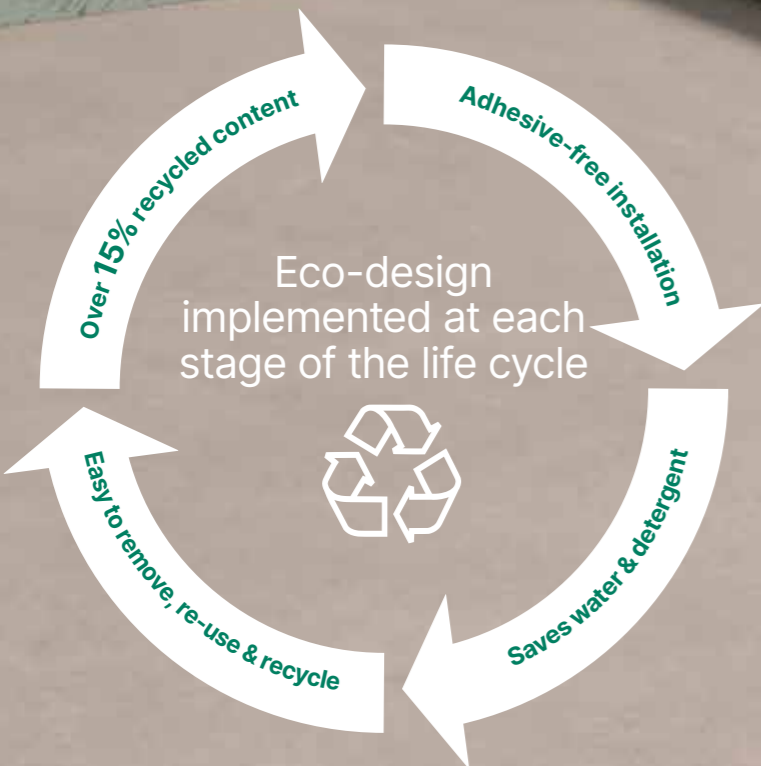 Over 15% recycled content
Adhesive-free installation
Eco-design
implemented at each
stage of the life cycle
Saves water & detergent
Easy to remove, re-use & recycle